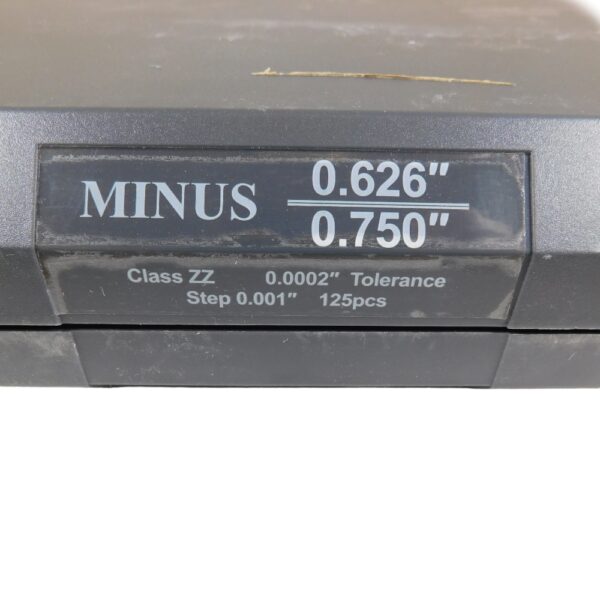 MINUS 0.626″
0.750″
Class ZZ 0.0002″ Tolerance
Step 0.001″ 125pcs